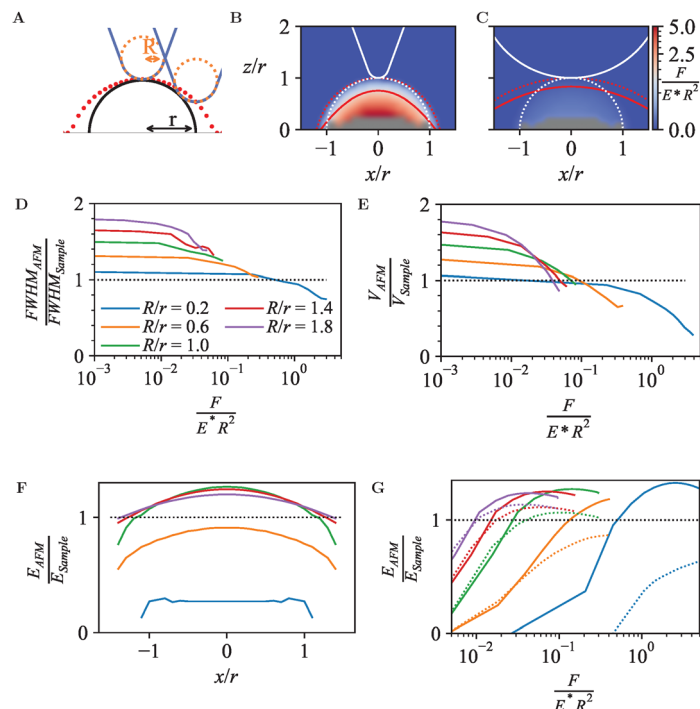 A
R
r
B
z/r
2
1
0
−1
0
1
x/r
C
−1
0
1
x/r
5.0
2.5
0.0
F
E* R²
D
FWHM_AFM
FWHM_Sample
2
1
0
R/r = 0.2
R/r = 0.6
R/r = 1.0
R/r = 1.4
R/r = 1.8
10⁻³
10⁻²
10⁻¹
10⁰
F
E* R²
E
V_AFM
V_Sample
2
1
0
10⁻³
10⁻²
10⁻¹
10⁰
F
E* R²
F
E_AFM
E_Sample
1
0
−1
0
1
x/r
G
E_AFM
E_Sample
1
0
10⁻²
10⁻¹
10⁰
F
E* R²